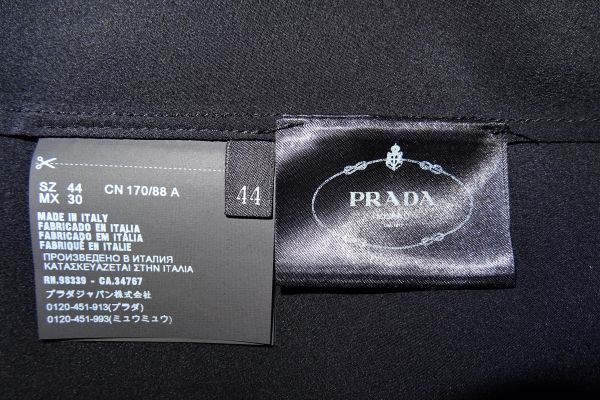 SZ 44 CN 170/88 A
MX 30
MADE IN ITALY
FABRICADO EN ITALIA
FABRICADO EM ITÁLIA
FABRIQUÉ EN ITALIE
ПРОИЗВЕДЕНО В ИТАЛИЯ
ΚΑΤΑΣΚΕΥΑΖΕΤΑΙ ΣΤΗΝ ΙΤΑΛΙΑ
RN.98339 - CA.34767
プラダジャパン株式会社
0120-451-913(プラダ)
0120-451-993(ミュウミュウ)
44
PRADA